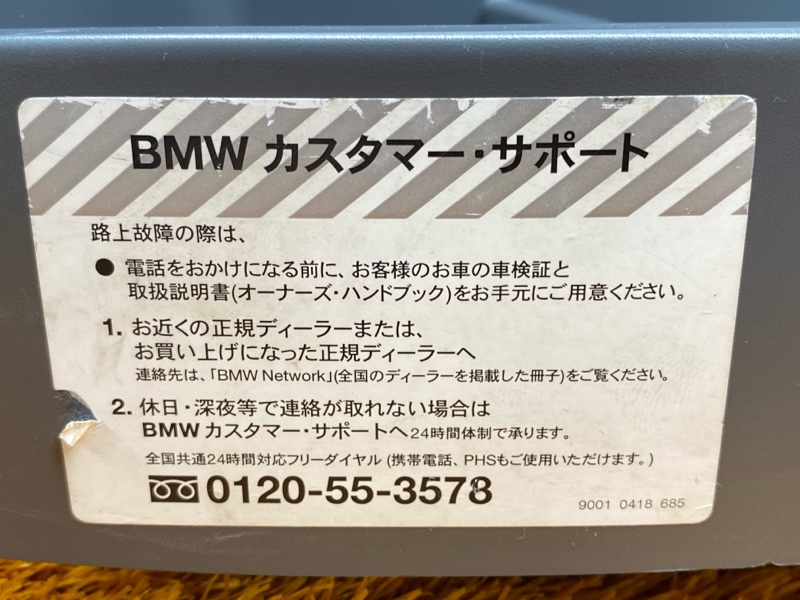 BMW カスタマー・サポート
路上故障の際は、
● 電話をおかけになる前に、お客様のお車の車検証と
取扱説明書(オーナーズ・ハンドブック)をお手元にご用意ください。
1. お近くの正規ディーラーまたは、
お買い上げになった正規ディーラーへ
連絡先は、「BMW Network」(全国のディーラーを掲載した冊子)をご覧ください。
2. 休日・深夜等で連絡が取れない場合は
BMW カスタマー・サポートへ 24時間体制で承ります。
全国共通24時間対応フリーダイヤル (携帯電話、PHSもご使用いただけます。)
0120-55-3578
9001 0418 685